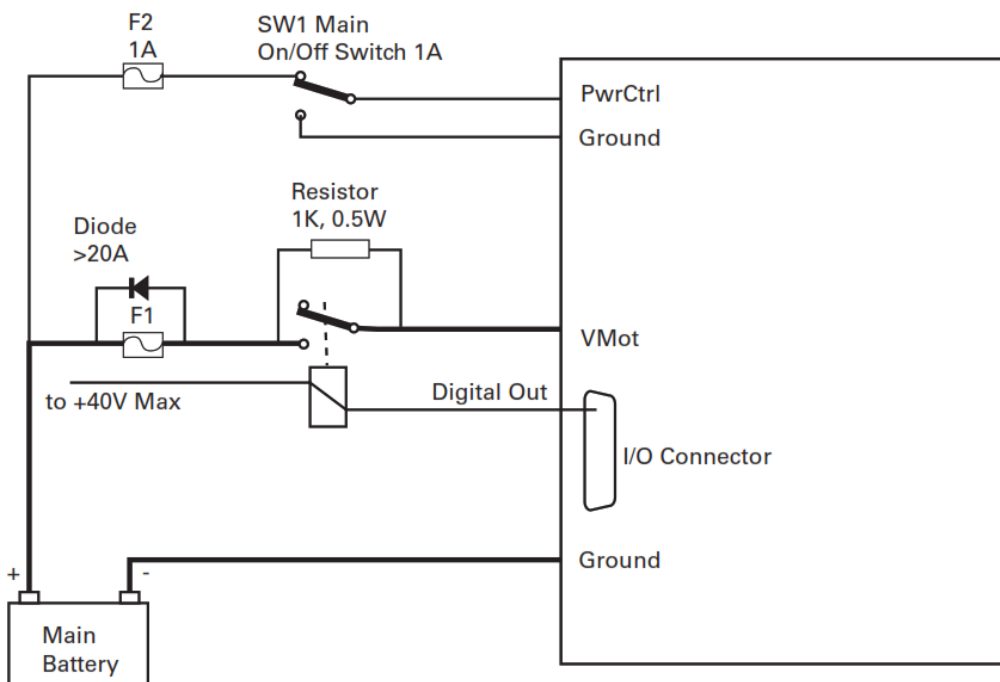 F2
1A
SW1 Main
On/Off Switch 1A
PwrCtrl
Ground
Resistor
1K, 0.5W
Diode
>20A
F1
VMot
to +40V Max
Digital Out
I/O Connector
Ground
+
-
Main
Battery